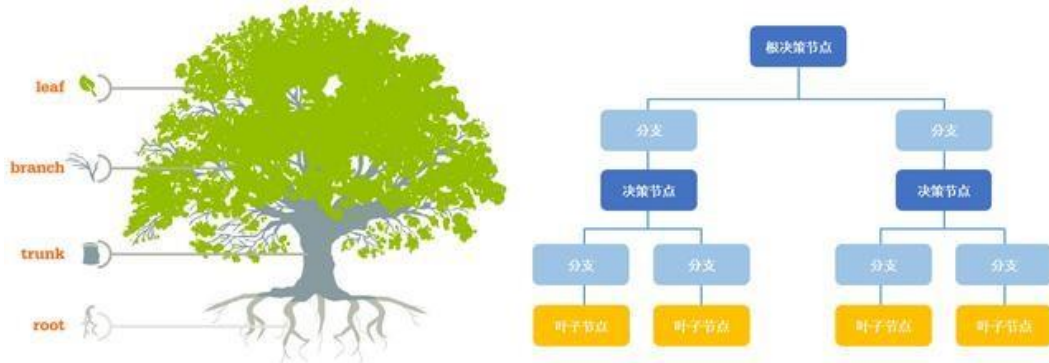 leaf
branch
trunk
root
根决策节点
分支
分支
决策节点
决策节点
分支
分支
分支
分支
叶子节点
叶子节点
叶子节点
叶子节点